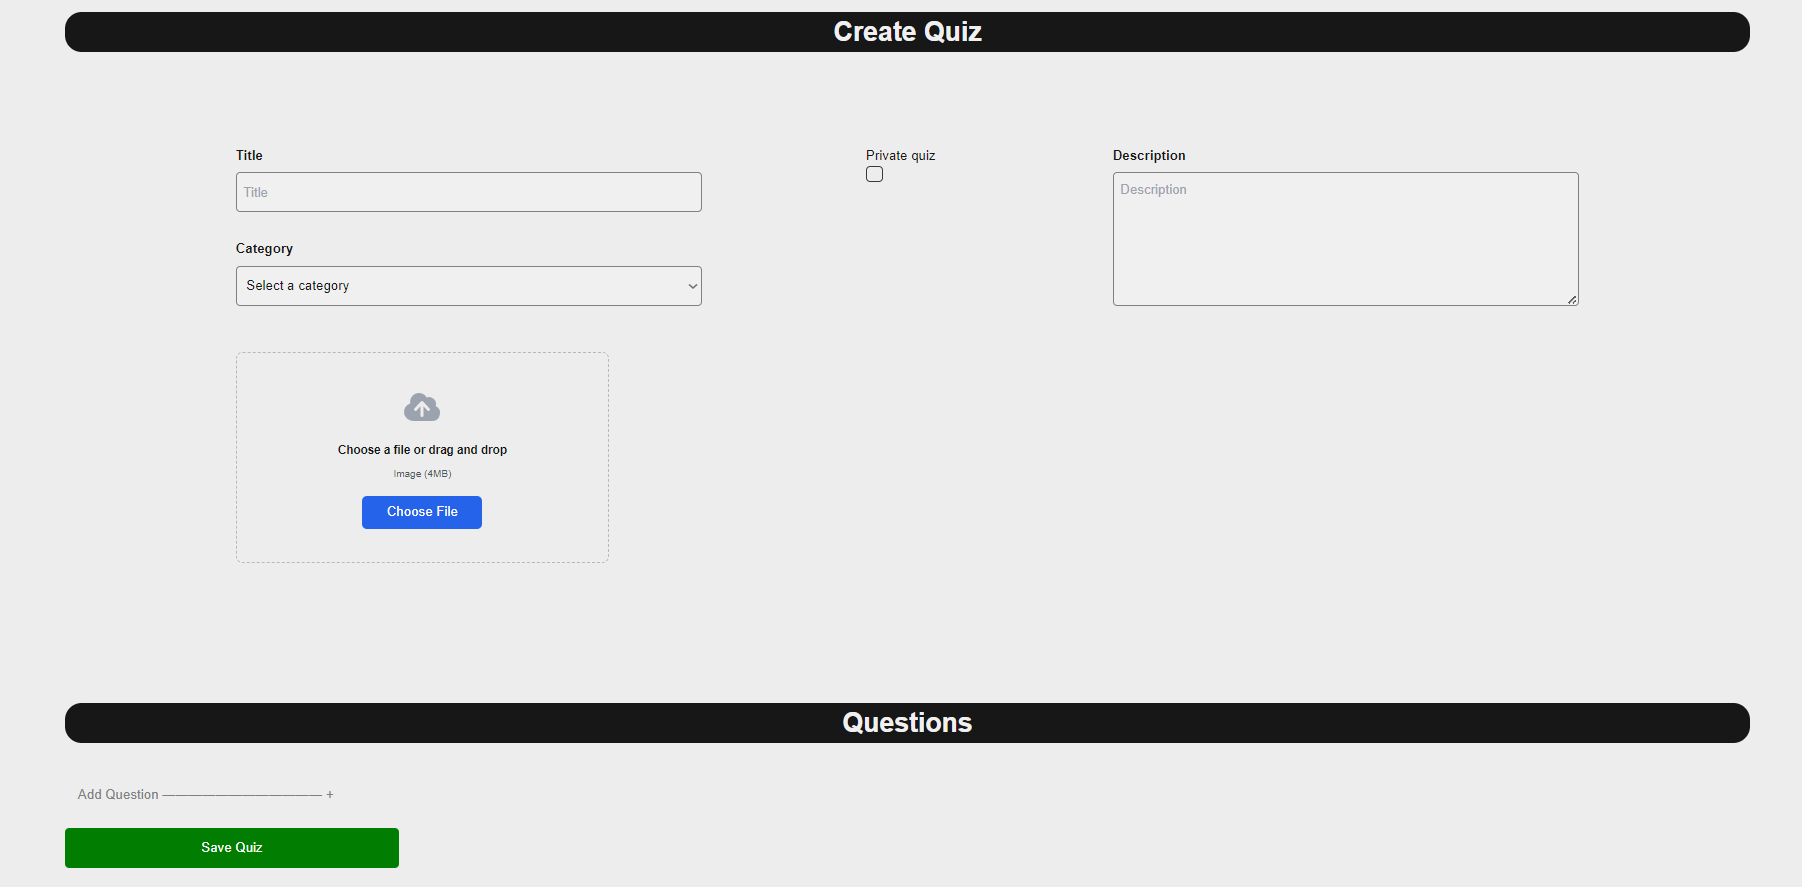 Create Quiz
Title
Title
Category
Select a category
Private quiz
Description
Description
Choose a file or drag and drop
Image (4MB)
Choose File
Questions
Add Question ———————————— +
Save Quiz